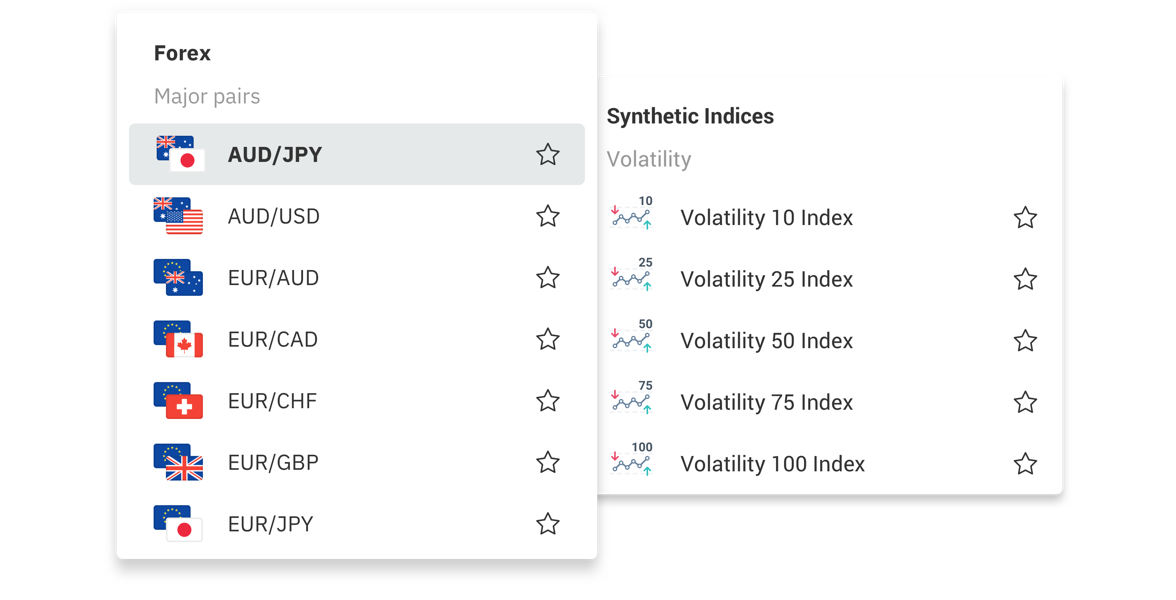 Forex
Major pairs
AUD/JPY
AUD/USD
EUR/AUD
EUR/CAD
EUR/CHF
EUR/GBP
EUR/JPY
Synthetic Indices
Volatility
10
Volatility 10 Index
25
Volatility 25 Index
50
Volatility 50 Index
75
Volatility 75 Index
100
Volatility 100 Index